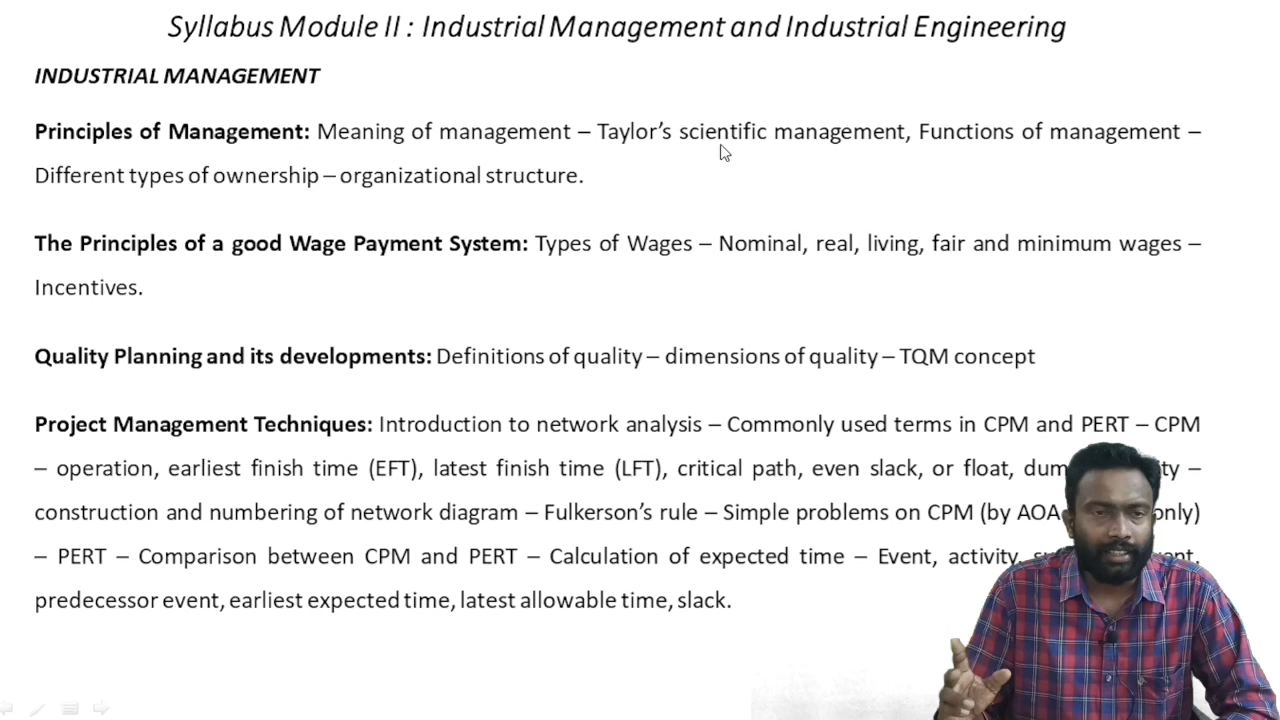 Syllabus Module II : Industrial Management and Industrial Engineering
INDUSTRIAL MANAGEMENT
Principles of Management: Meaning of management – Taylor's scientific management, Functions of management –
Different types of ownership – organizational structure.
The Principles of a good Wage Payment System: Types of Wages – Nominal, real, living, fair and minimum wages –
Incentives.
Quality Planning and its developments: Definitions of quality – dimensions of quality – TQM concept
Project Management Techniques: Introduction to network analysis – Commonly used terms in CPM and PERT – CPM
– operation, earliest finish time (EFT), latest finish time (LFT), critical path, even slack, or float, –
construction and numbering of network diagram – Fulkerson's rule – Simple problems on CPM (by AOA only)
– PERT – Comparison between CPM and PERT – Calculation of expected time – Event, activity,
predecessor event, earliest expected time, latest allowable time, slack.